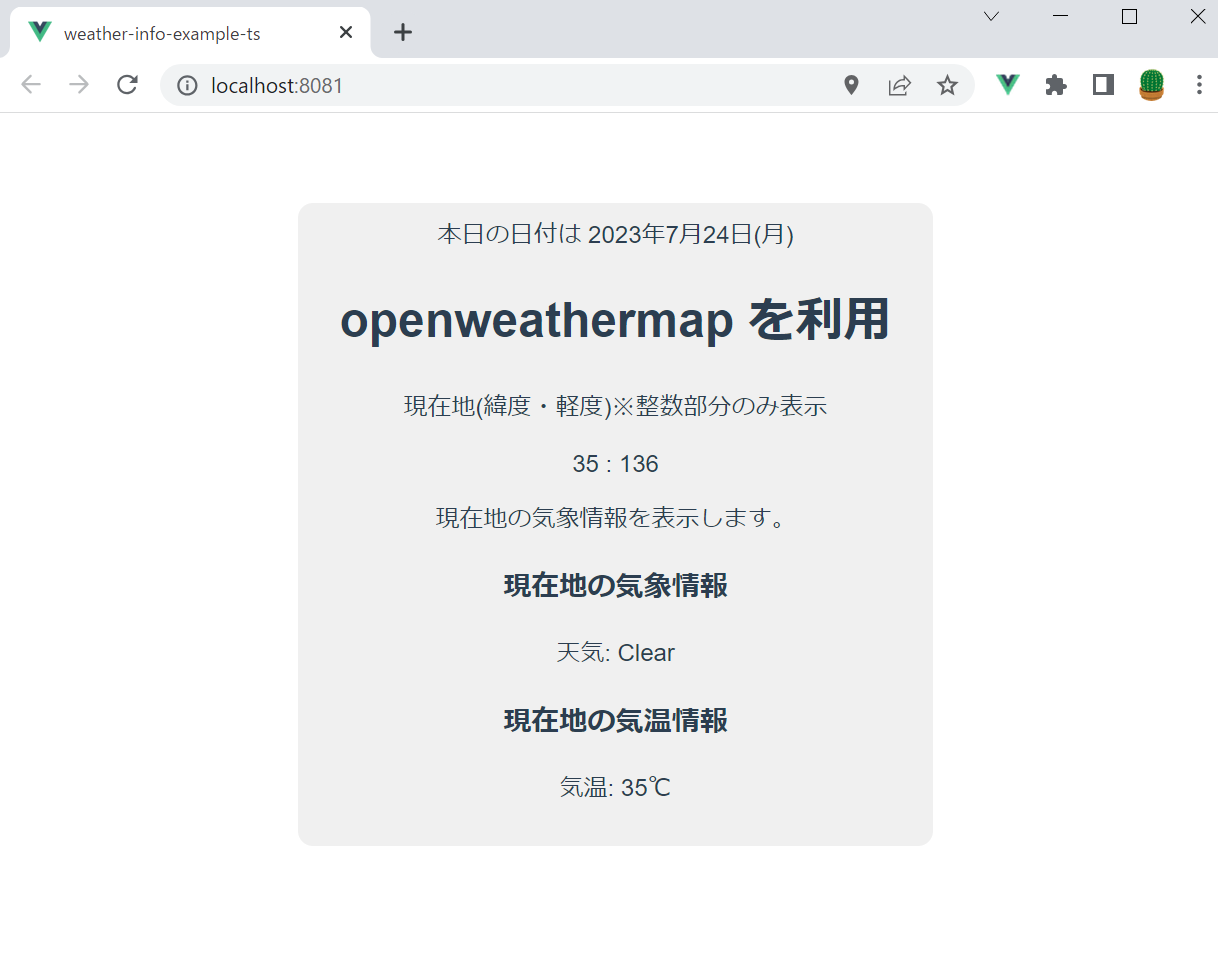 weather-info-example-ts
localhost:8081
本日の日付は 2023年7月24日(月)
openweathermap を利用
現在地(緯度・軽度)※整数部分のみ表示
35 : 136
現在地の気象情報を表示します。
現在地の気象情報
天気: Clear
現在地の気温情報
気温: 35℃